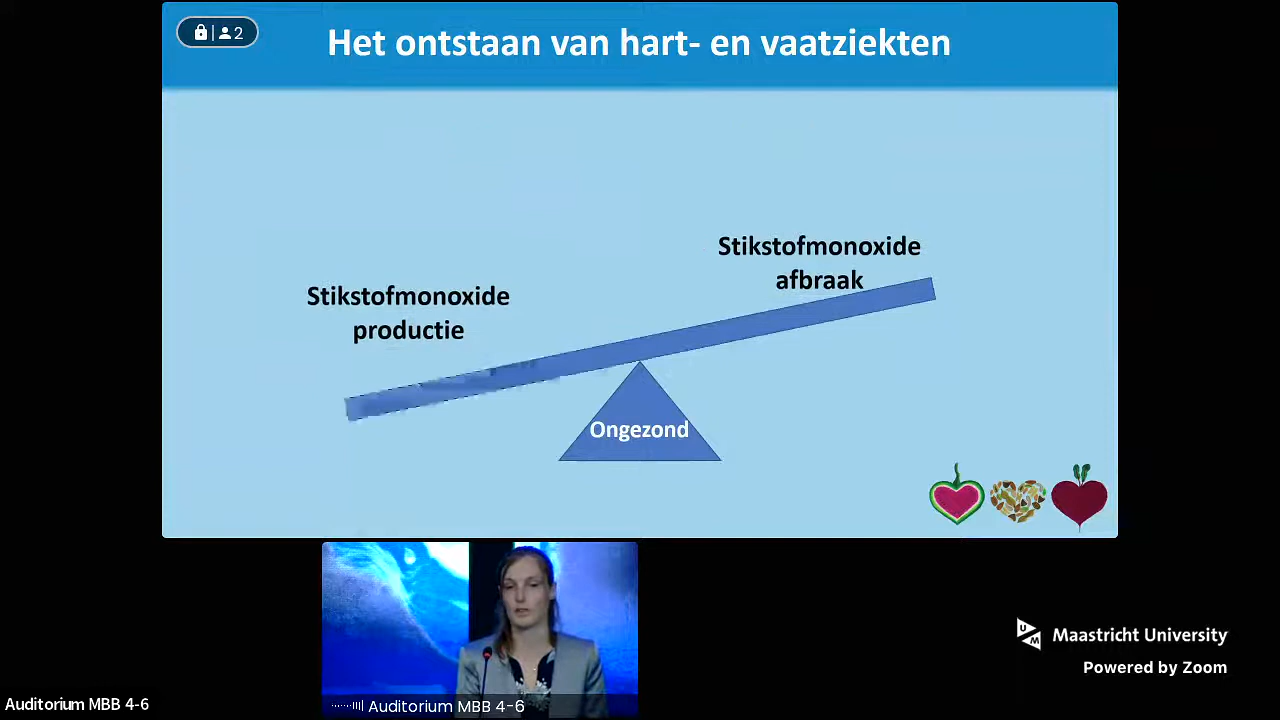 2
Het ontstaan van hart- en vaatziekten
Stikstofmonoxide
afbraak
Stikstofmonoxide
productie
Ongezond
UM
Maastricht University
Powered by Zoom
Auditorium MBB 4-6
Auditorium MBB 4-6